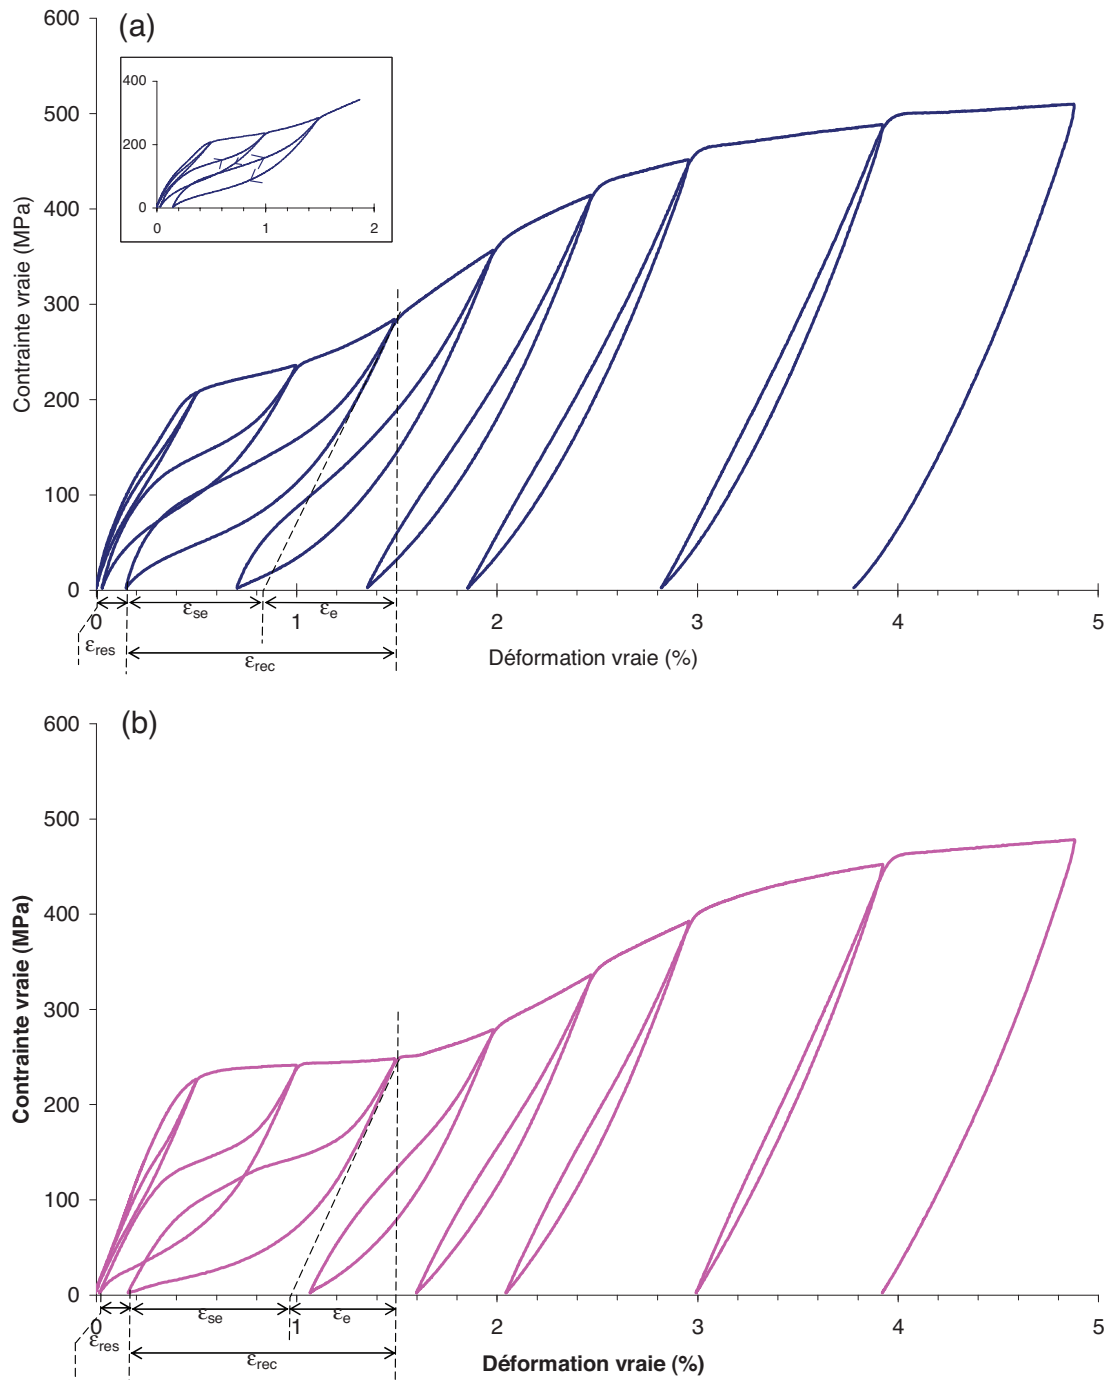 (a)
600
500
400
300
200
100
0
Contrainte vraie (MPa)
400
200
0
0 1 2
0 1 2 3 4 5
εse εe
εres
εrec
Déformation vraie (%)
(b)
600
500
400
300
200
100
0
Contrainte vraie (MPa)
0 1 2 3 4 5
εse εe
εres
εrec
Déformation vraie (%)